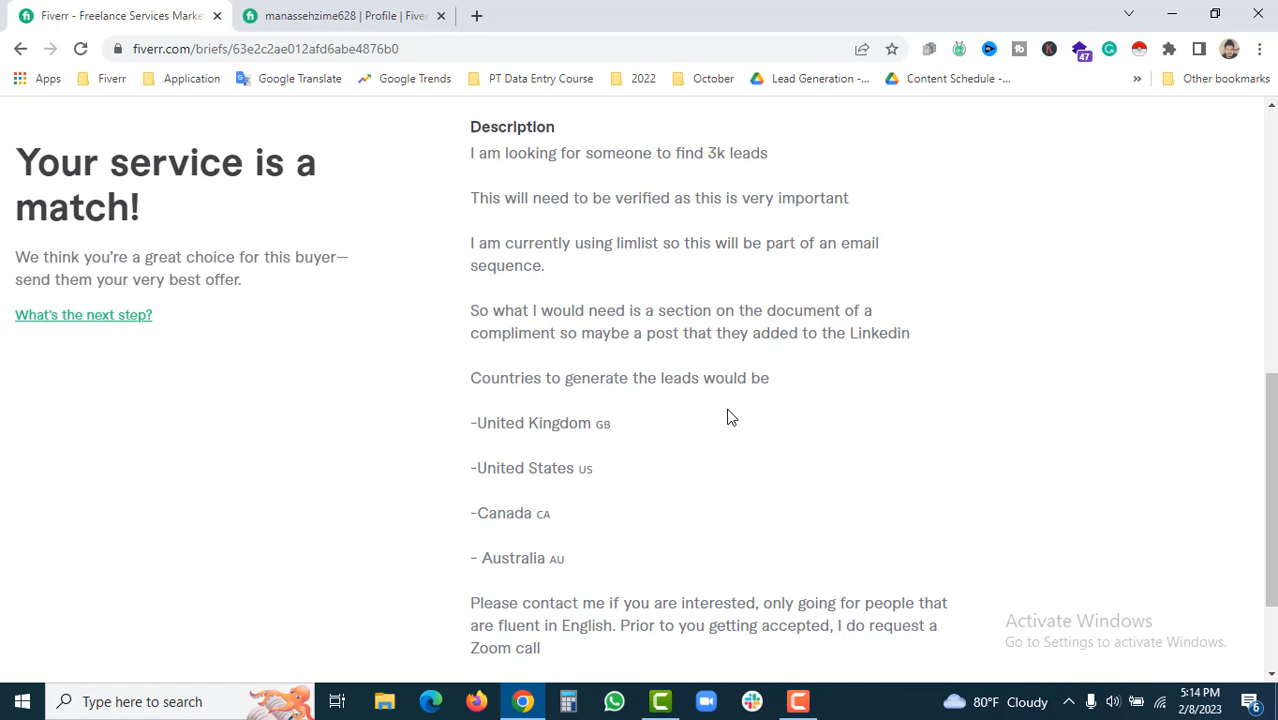 Fiverr - Freelance Services Marke
manassehzime628 | Profile | Fiver
fiverr.com/briefs/63e2c2ae012afd6abe4876b0
47
Apps
Fiverr
Application
Google Translate
Google Trends
PT Data Entry Course
2022
October
Lead Generation -...
Content Schedule -...
»
Other bookmarks
Your service is a
match!
We think you're a great choice for this buyer—
send them your very best offer.
What's the next step?
Description
I am looking for someone to find 3k leads
This will need to be verified as this is very important
I am currently using limlist so this will be part of an email
sequence.
So what I would need is a section on the document of a
compliment so maybe a post that they added to the Linkedin
Countries to generate the leads would be
-United Kingdom GB
-United States US
-Canada CA
- Australia AU
Please contact me if you are interested, only going for people that
are fluent in English. Prior to you getting accepted, I do request a
Zoom call
Activate Windows
Go to Settings to activate Windows.
Type here to search
80°F Cloudy
5:14 PM
2/8/2023
6